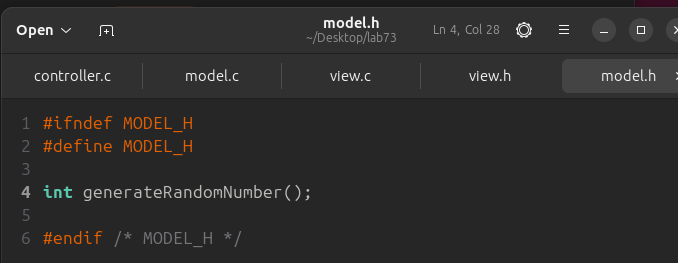 Open
model.h
~/Desktop/lab73
Ln 4, Col 28
controller.c
model.c
view.c
view.h
model.h
1 #ifndef MODEL_H
2 #define MODEL_H
3
4 int generateRandomNumber();
5
6 #endif /* MODEL_H */